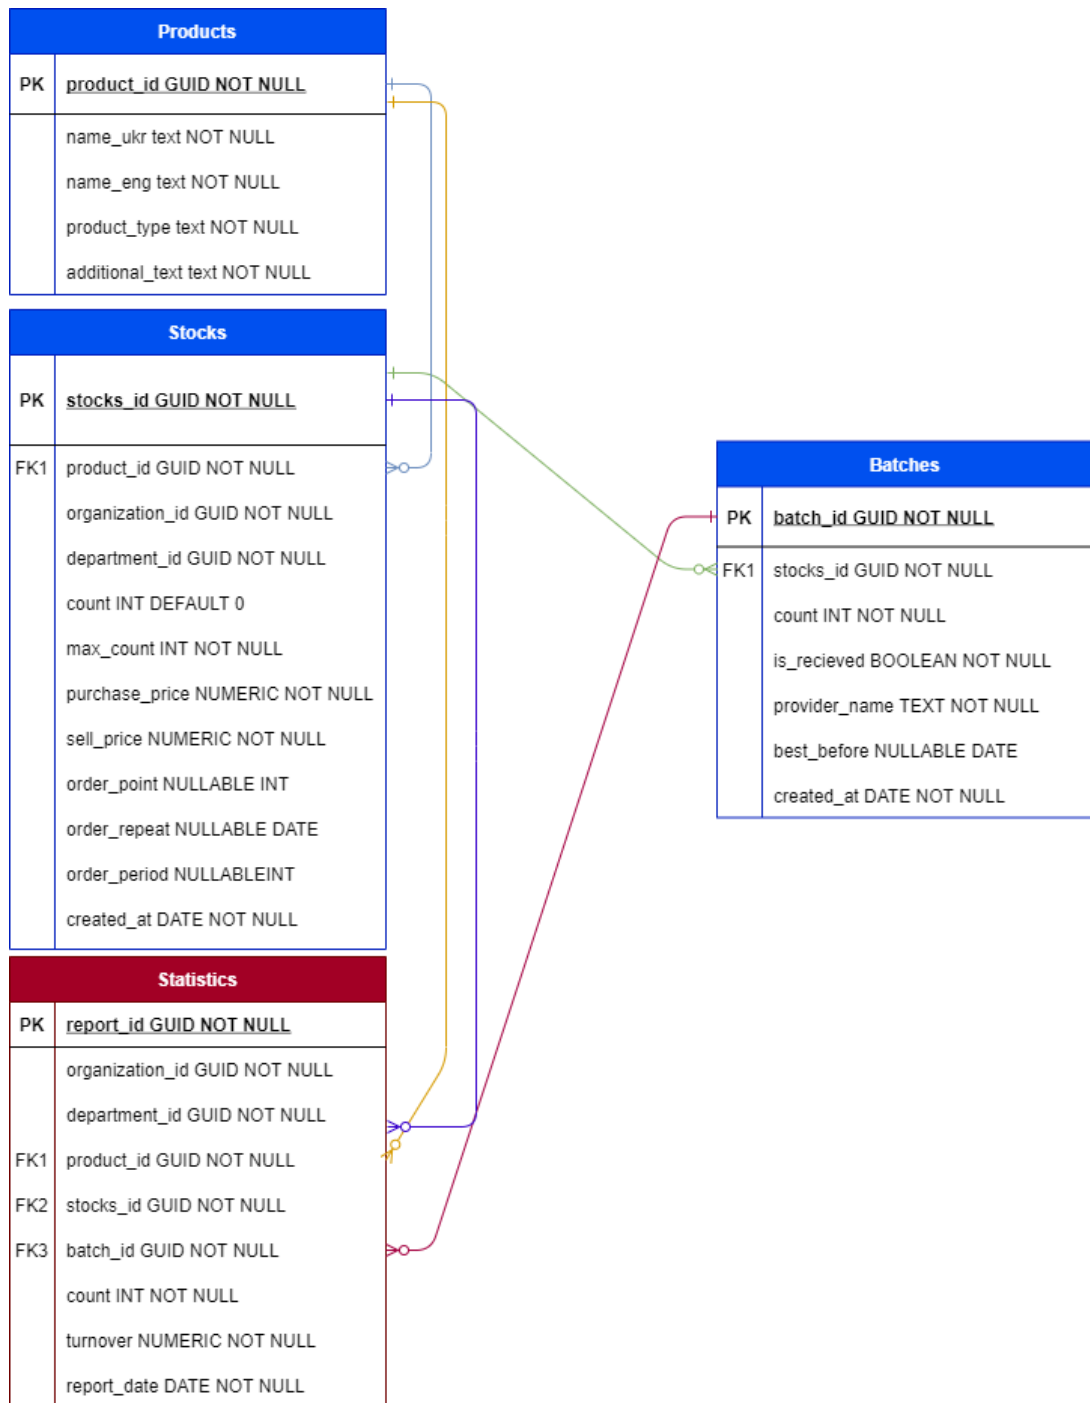 Products
PK product_id GUID NOT NULL
name_ukr text NOT NULL
name_eng text NOT NULL
product_type text NOT NULL
additional_text text NOT NULL
Stocks
PK stocks_id GUID NOT NULL
FK1 product_id GUID NOT NULL
organization_id GUID NOT NULL
department_id GUID NOT NULL
count INT DEFAULT 0
max_count INT NOT NULL
purchase_price NUMERIC NOT NULL
sell_price NUMERIC NOT NULL
order_point NULLABLE INT
order_repeat NULLABLE DATE
order_period NULLABLEINT
created_at DATE NOT NULL
Batches
PK batch_id GUID NOT NULL
FK1 stocks_id GUID NOT NULL
count INT NOT NULL
is_recieved BOOLEAN NOT NULL
provider_name TEXT NOT NULL
best_before NULLABLE DATE
created_at DATE NOT NULL
Statistics
PK report_id GUID NOT NULL
organization_id GUID NOT NULL
department_id GUID NOT NULL
FK1 product_id GUID NOT NULL
FK2 stocks_id GUID NOT NULL
FK3 batch_id GUID NOT NULL
count INT NOT NULL
turnover NUMERIC NOT NULL
report_date DATE NOT NULL